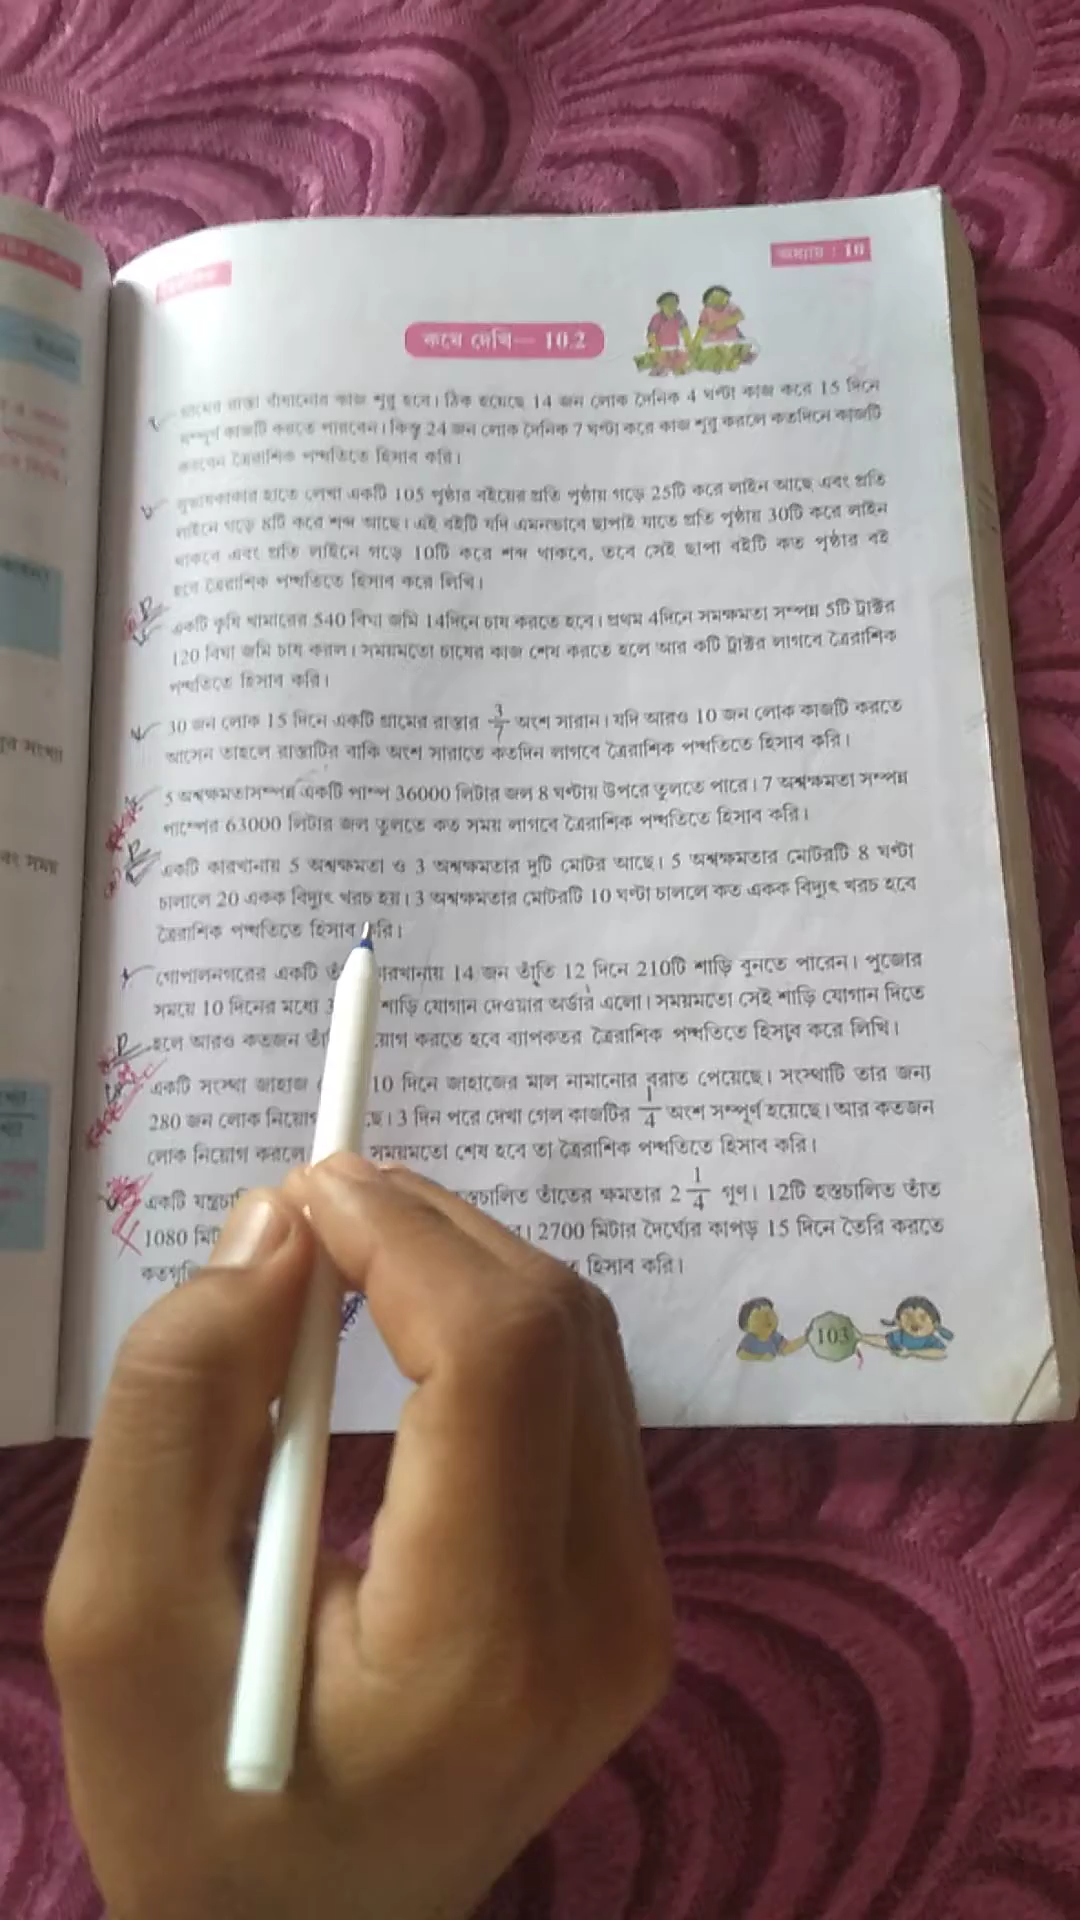 অধ্যায় : 10
কষে দেখি— 10.2
গ্রামের রাস্তা বাঁধানোর কাজ শুরু হবে। ঠিক হয়েছে 14 জন লোক দৈনিক 4 ঘণ্টা কাজ করে 15 দিনে
সম্পূর্ণ কাজটি করতে পারবেন। কিন্তু 24 জন লোক দৈনিক 7 ঘণ্টা করে কাজ শুরু করলে কতদিনে কাজটি
করবেন ত্রৈরাশিক পদ্ধতিতে হিসাব করি।
হাতে লেখা একটি 105 পৃষ্ঠার বইয়ের প্রতি পৃষ্ঠায় গড়ে 25টি করে লাইন আছে এবং প্রতি
লাইনে গড়ে 8টি করে শব্দ আছে। এই বইটি যদি এমনভাবে ছাপাই যাতে প্রতি পৃষ্ঠায় 30টি করে লাইন
থাকবে এবং প্রতি লাইনে গড়ে 10টি করে শব্দ থাকবে, তবে সেই ছাপা বইটি কত পৃষ্ঠার বই
হবে ত্রৈরাশিক পদ্ধতিতে হিসাব করে লিখি।
একটি কৃষি খামারের 540 বিঘা জমি 14দিনে চাষ করতে হবে। প্রথম 4দিনে সমক্ষমতা সম্পন্ন 5টি ট্রাক্টর
120 বিঘা জমি চাষ করল। সময়মতো চাষের কাজ শেষ করতে হলে আর কটি ট্রাক্টর লাগবে ত্রৈরাশিক
পদ্ধতিতে হিসাব করি।
30 জন লোক 15 দিনে একটি গ্রামের রাস্তার 3/7 অংশ সারান। যদি আরও 10 জন লোক কাজটি করতে
আসেন তাহলে রাস্তাটির বাকি অংশ সারাতে কতদিন লাগবে ত্রৈরাশিক পদ্ধতিতে হিসাব করি।
5 অশ্বক্ষমতাসম্পন্ন একটি পাম্প 36000 লিটার জল 8 ঘণ্টায় উপরে তুলতে পারে। 7 অশ্বক্ষমতা সম্পন্ন
পাম্পের 63000 লিটার জল তুলতে কত সময় লাগবে ত্রৈরাশিক পদ্ধতিতে হিসাব করি।
একটি কারখানায় 5 অশ্বক্ষমতা ও 3 অশ্বক্ষমতার দুটি মোটর আছে। 5 অশ্বক্ষমতার মোটরটি 8 ঘণ্টা
চালালে 20 একক বিদ্যুৎ খরচ হয়। 3 অশ্বক্ষমতার মোটরটি 10 ঘণ্টা চাললে কত একক বিদ্যুৎ খরচ হবে
ত্রৈরাশিক পদ্ধতিতে হিসাব করি।
গোপালনগরের একটি কারখানায় 14 জন তাঁতি 12 দিনে 210টি শাড়ি বুনতে পারেন। পুজোর
সময়ে 10 দিনের মধ্যে শাড়ি যোগান দেওয়ার অর্ডার এলো। সময়মতো সেই শাড়ি যোগান দিতে
হলে আরও কতজন করতে হবে ব্যাপকতর ত্রৈরাশিক পদ্ধতিতে হিসাব করে লিখি।
একটি সংস্থা জাহাজ 10 দিনে জাহাজের মাল নামানোর বরাত পেয়েছে। সংস্থাটি তার জন্য
280 জন লোক 3 দিন পরে দেখা গেল কাজটির 1/4 অংশ সম্পূর্ণ হয়েছে। আর কতজন
লোক নিয়োগ করলে সময়মতো শেষ হবে তা ত্রৈরাশিক পদ্ধতিতে হিসাব করি।
একটি তাঁতের ক্ষমতার 2 1/4 গুণ। 12টি হস্তচালিত তাঁত
1080 2700 মিটার দৈর্ঘ্যের কাপড় 15 দিনে তৈরি করতে
হিসাব করি।
103